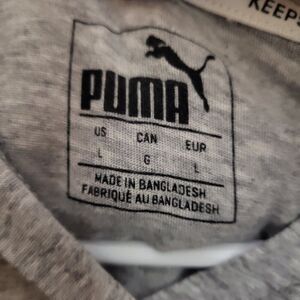 KEEPS
PUMA
US CAN EUR
L G L
MADE IN BANGLADESH
FABRIQUÉ AU BANGLADESH